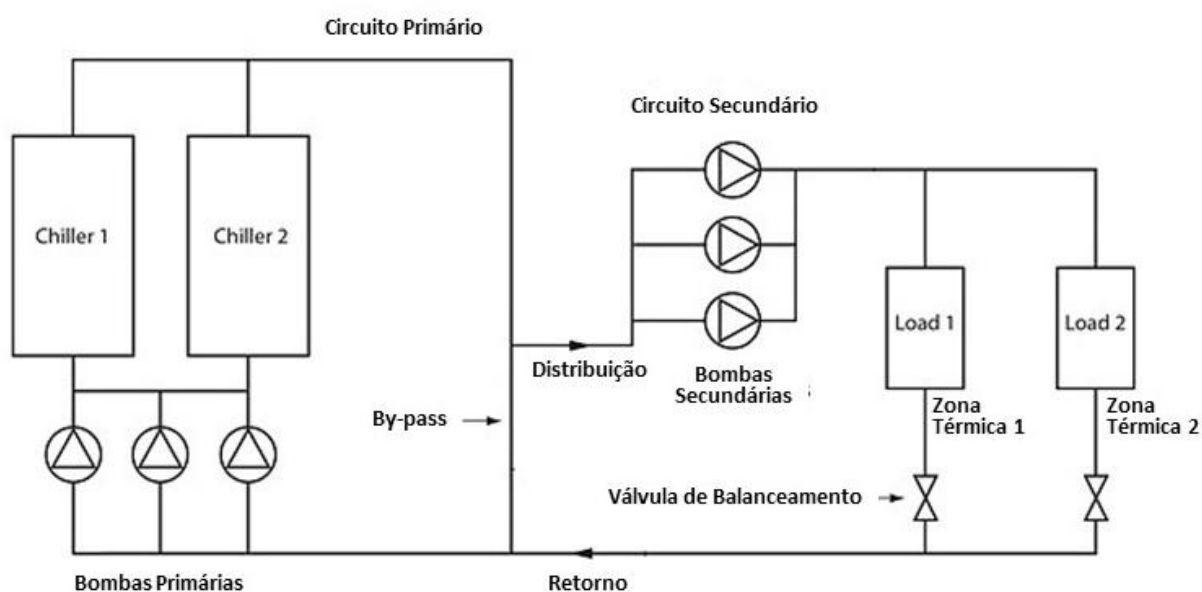 Circuito Primário
Circuito Secundário
Chiller 1
Chiller 2
Load 1
Load 2
Distribuição
Bombas
Secundárias
By-pass
Zona
Térmica 1
Zona
Térmica 2
Válvula de Balanceamento
Bombas Primárias
Retorno